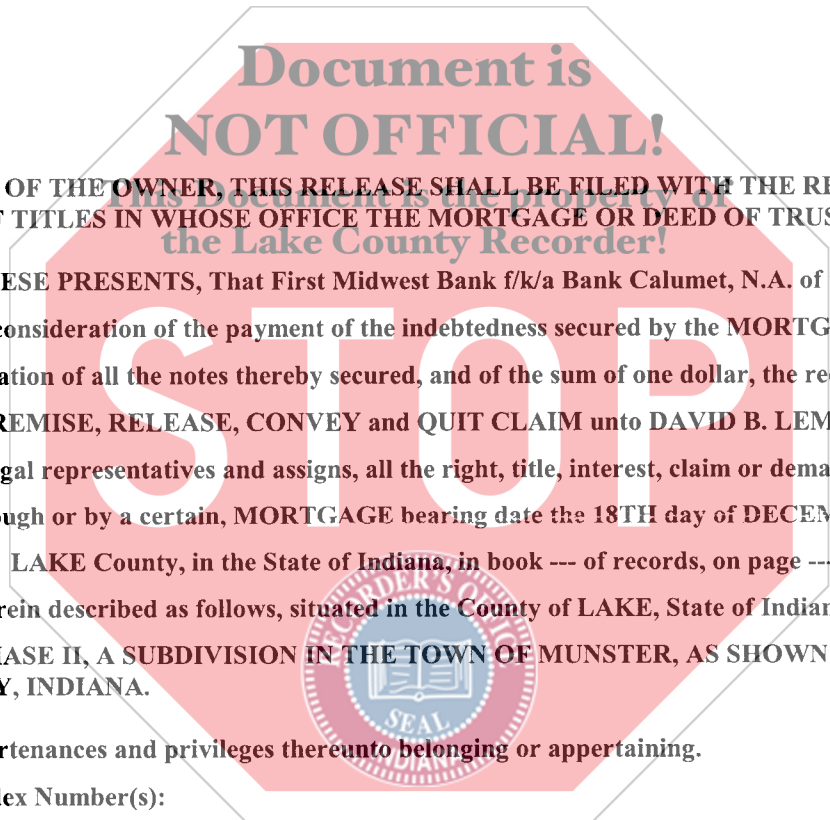 Document is
NOT OFFICIAL!
OF THE OWNER, THIS RELEASE SHALL BE FILED WITH THE RE
This Document is the property of
TITLES IN WHOSE OFFICE THE MORTGAGE OR DEED OF TRUS
the Lake County Recorder!
ESE PRESENTS, That First Midwest Bank f/k/a Bank Calumet, N.A. of
consideration of the payment of the indebtedness secured by the MORTG
ation of all the notes thereby secured, and of the sum of one dollar, the re
REMISE, RELEASE, CONVEY and QUIT CLAIM unto DAVID B. LEM
gal representatives and assigns, all the right, title, interest, claim or dema
ough or by a certain, MORTGAGE bearing date the 18TH day of DECEM
LAKE County, in the State of Indiana, in book --- of records, on page ---
rein described as follows, situated in the County of LAKE, State of Indian
HASE II, A SUBDIVISION IN THE TOWN OF MUNSTER, AS SHOWN
Y, INDIANA.
rtenances and privileges thereunto belonging or appertaining.
dex Number(s):
STOP
RECORDER'S OFFICE
SEAL
INDIANA